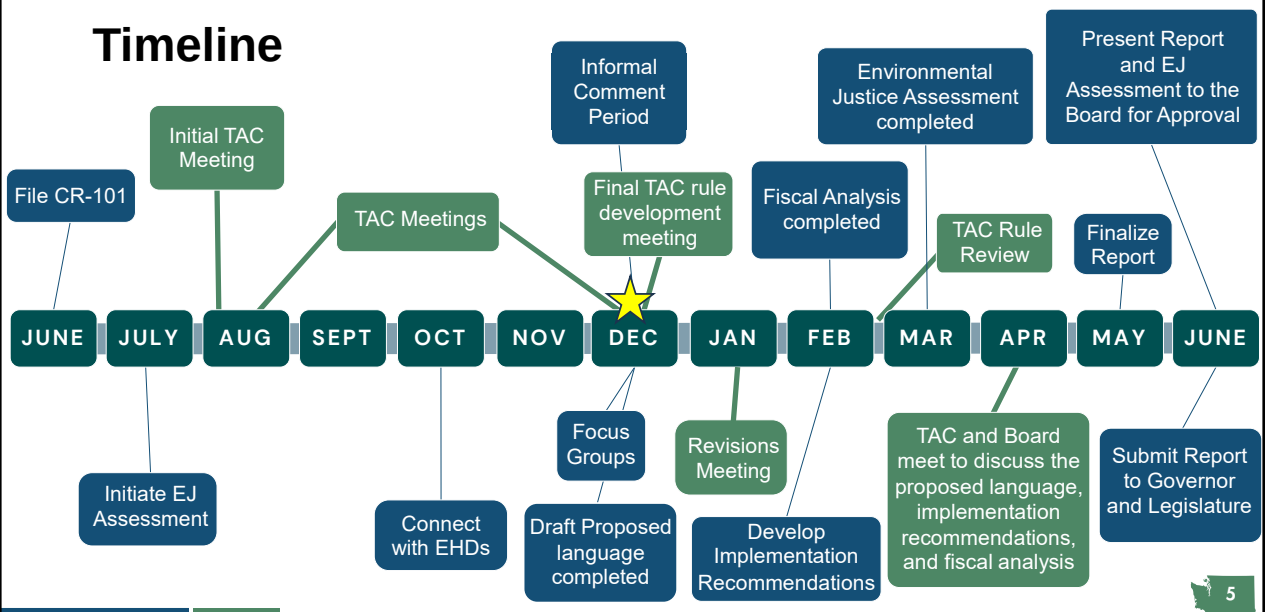 Timeline
File CR-101
Initial TAC
Meeting
TAC Meetings
Informal
Comment
Period
Final TAC rule
development
meeting
Fiscal Analysis
completed
Environmental
Justice Assessment
completed
TAC Rule
Review
Present Report
and EJ
Assessment to the
Board for Approval
Finalize
Report
JUNE JULY AUG SEPT OCT NOV DEC JAN FEB MAR APR MAY JUNE
Initiate EJ
Assessment
Connect
with EHDs
Focus
Groups
Draft Proposed
language
completed
Revisions
Meeting
Develop
Implementation
Recommendations
TAC and Board
meet to discuss the
proposed language,
implementation
recommendations,
and fiscal analysis
Submit Report
to Governor
and Legislature
5